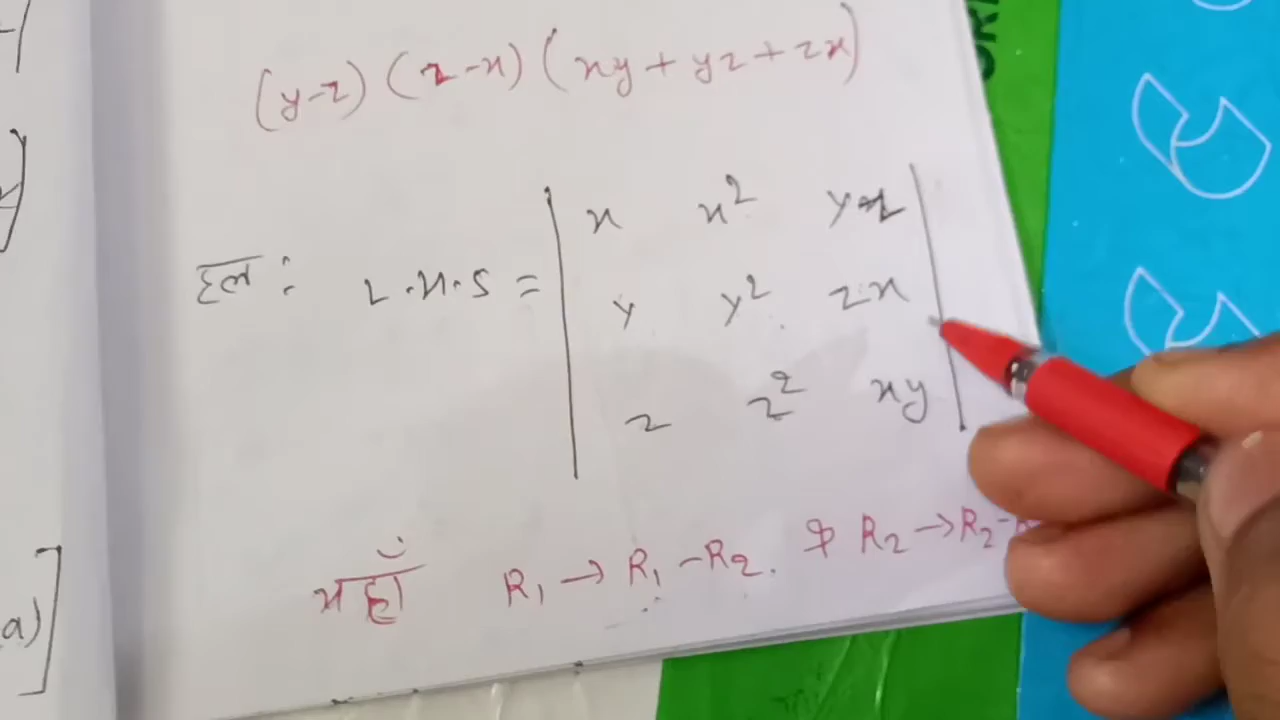 (y-z) (z-x) (xy+yz+zx)
x x² yz
हल : L.H.S = y y² zx
z z² xy
यहाँ R₁ → R₁ - R₂. & R₂ → R₂ -
a)